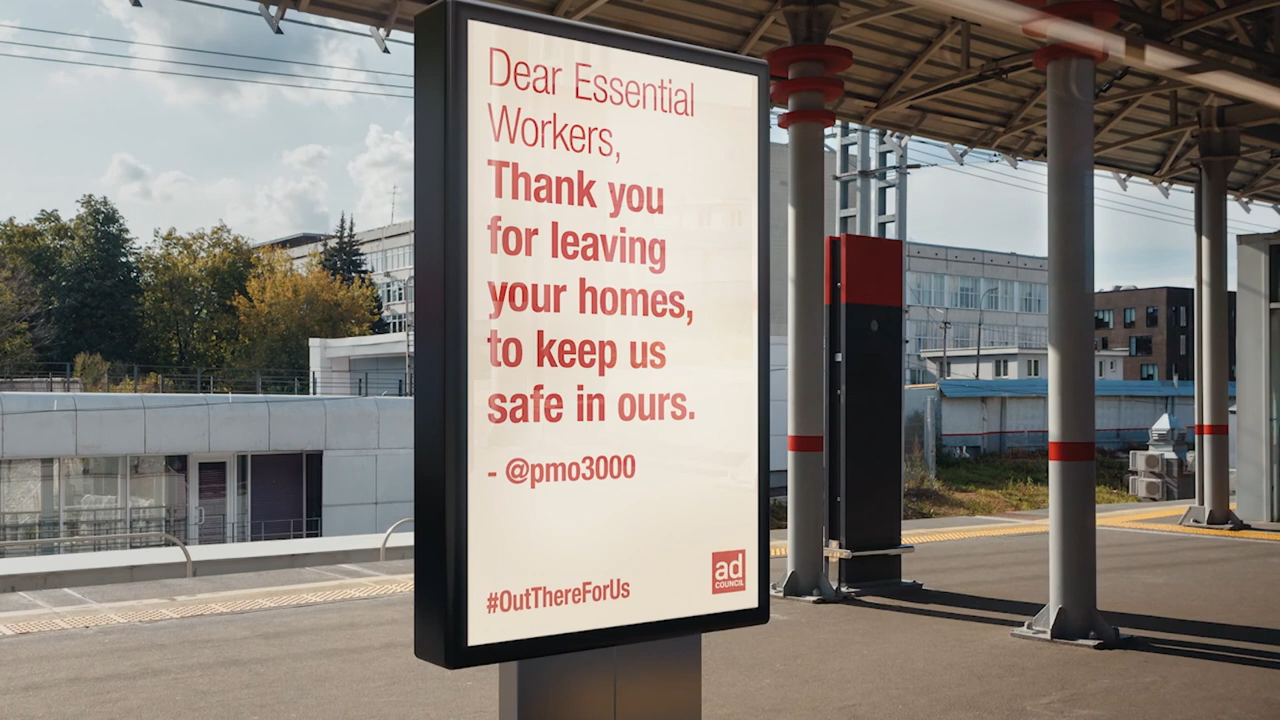 Dear Essential
Workers,
Thank you
for leaving
your homes,
to keep us
safe in ours.
- @pmo3000
#OutThereForUs
ad
COUNCIL